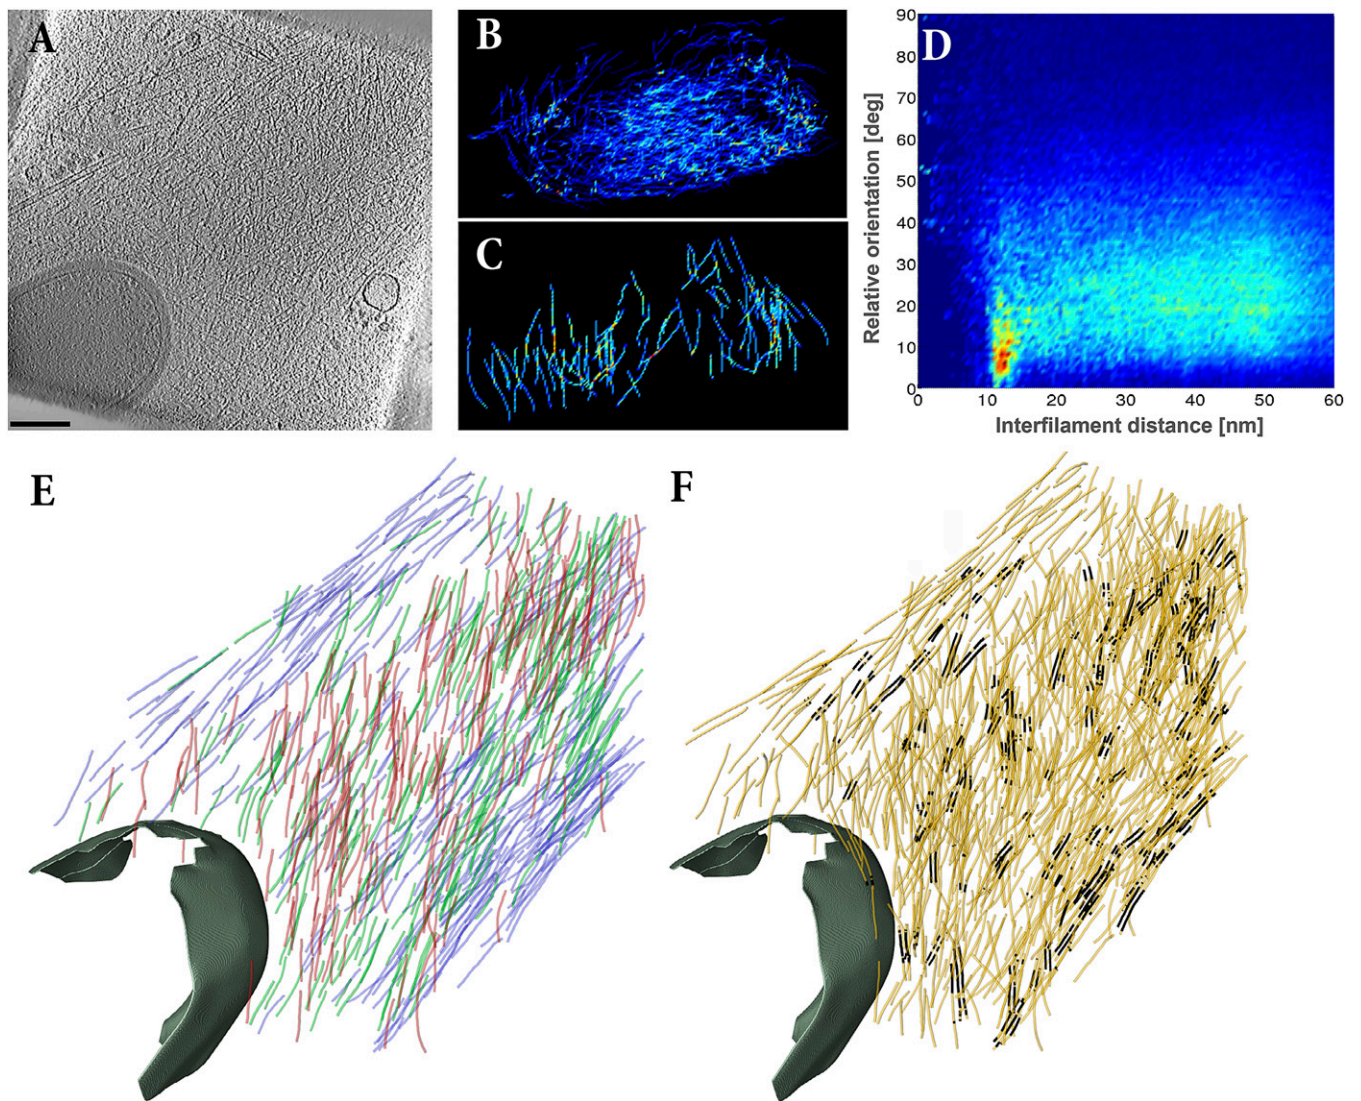 A
B
C
D
90
80
70
60
50
40
30
20
10
0
Relative orientation [deg]
0 10 20 30 40 50 60
Interfilament distance [nm]
E
F